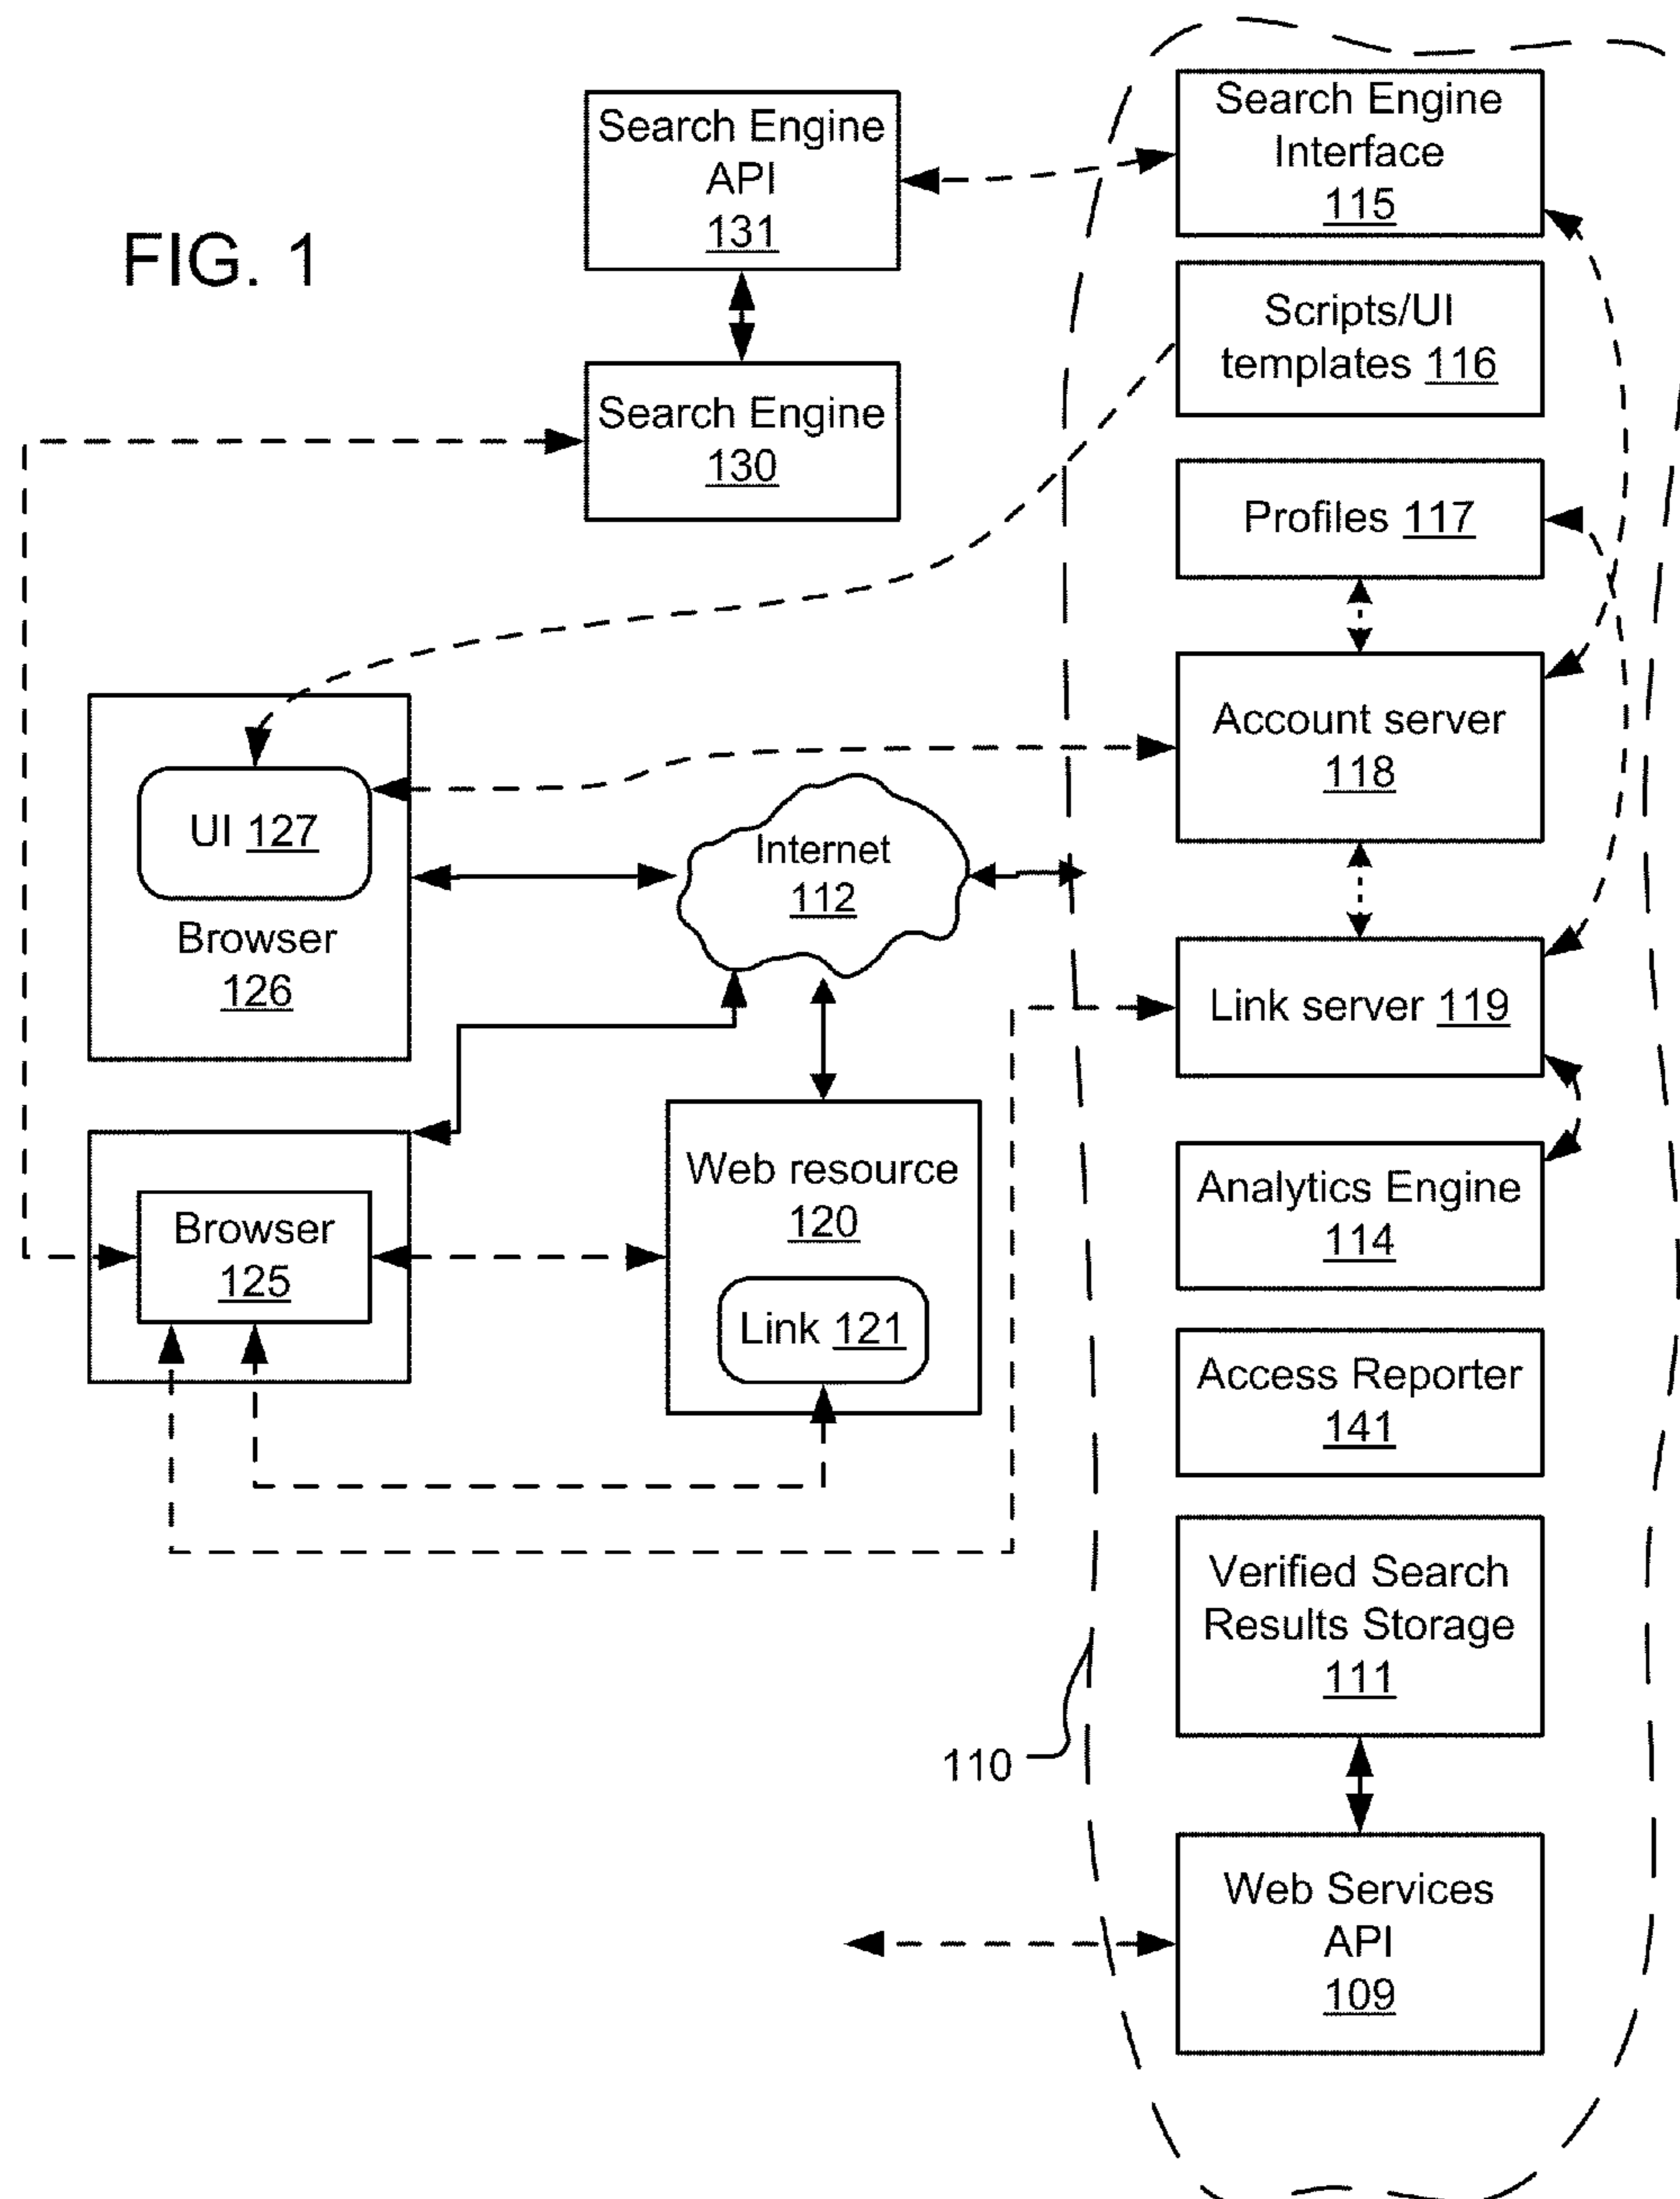 FIG. 1
Search Engine
API
131
Search Engine
130
Search Engine
Interface
115
Scripts/UI
templates 116
Profiles 117
Account server
118
UI 127
Browser
126
Internet
112
Link server 119
Browser
125
Web resource
120
Link 121
Analytics Engine
114
Access Reporter
141
Verified Search
Results Storage
111
110
Web Services
API
109